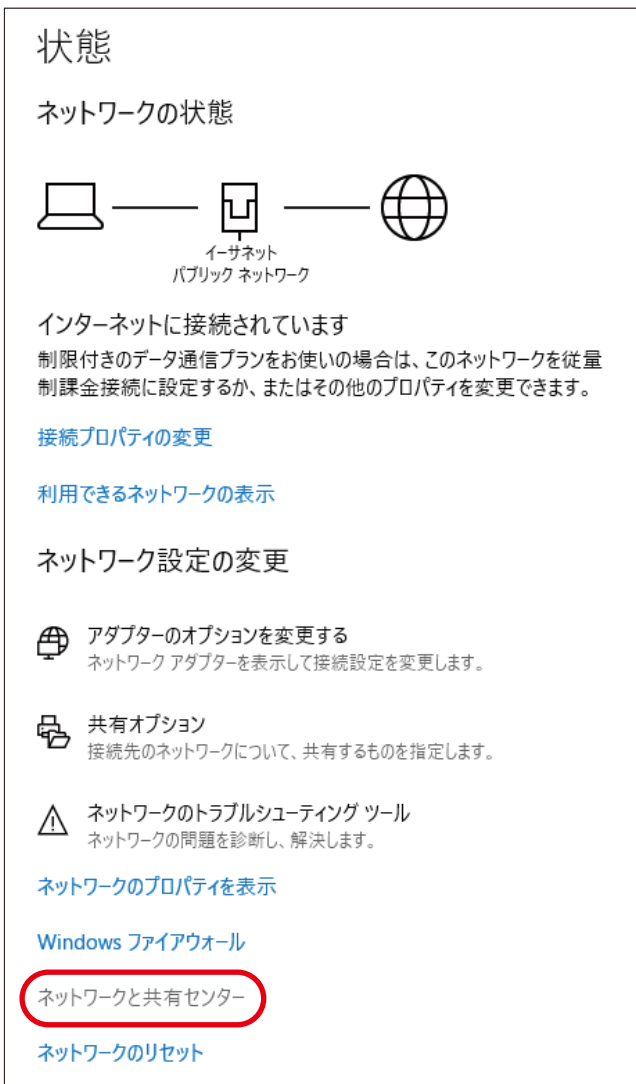 状態
ネットワークの状態
イーサネット
パブリック ネットワーク
インターネットに接続されています
制限付きのデータ通信プランをお使いの場合は、このネットワークを従量
制課金接続に設定するか、またはその他のプロパティを変更できます。
接続プロパティの変更
利用できるネットワークの表示
ネットワーク設定の変更
アダプターのオプションを変更する
ネットワーク アダプターを表示して接続設定を変更します。
共有オプション
接続先のネットワークについて、共有するものを指定します。
ネットワークのトラブルシューティング ツール
ネットワークの問題を診断し、解決します。
ネットワークのプロパティを表示
Windows ファイアウォール
ネットワークと共有センター
ネットワークのリセット